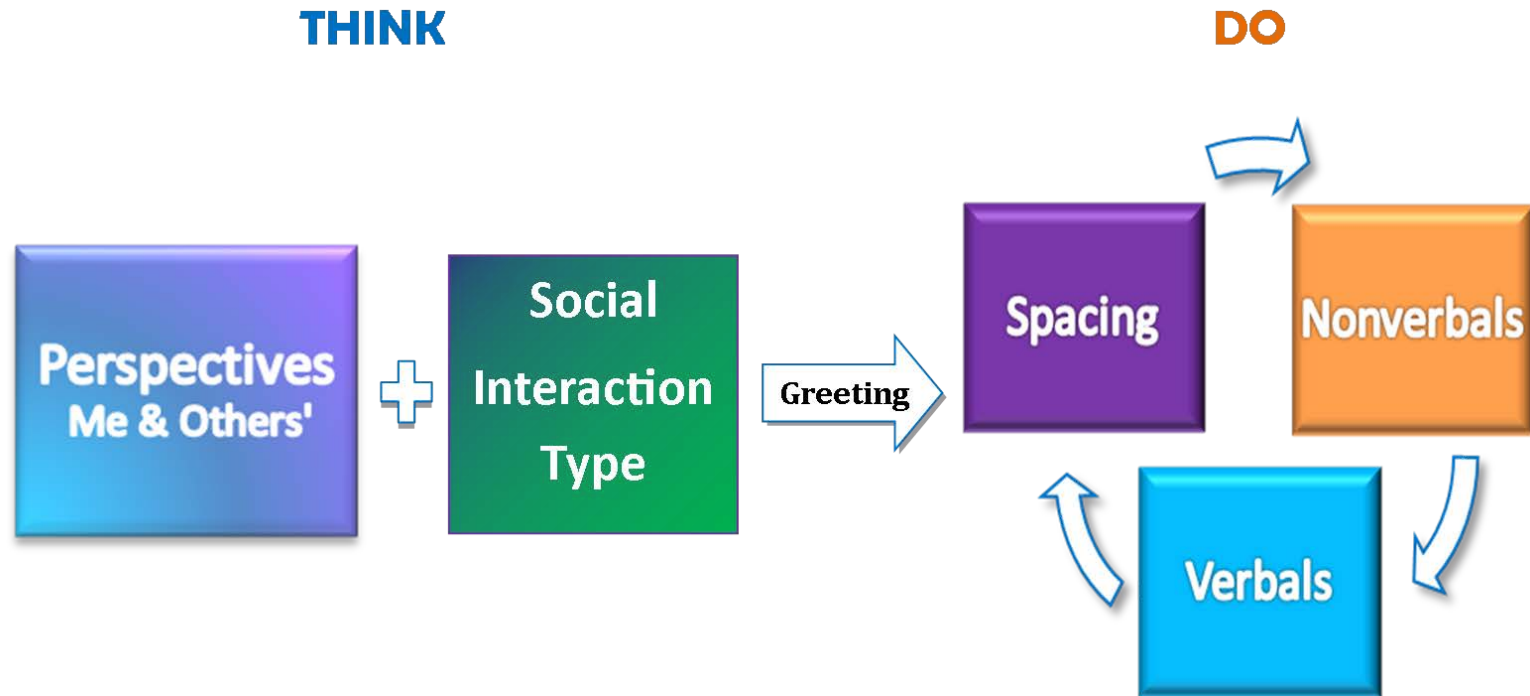 THINK
DO
Perspectives
Me & Others'
Social
Interaction
Type
Greeting
Spacing
Nonverbals
Verbals